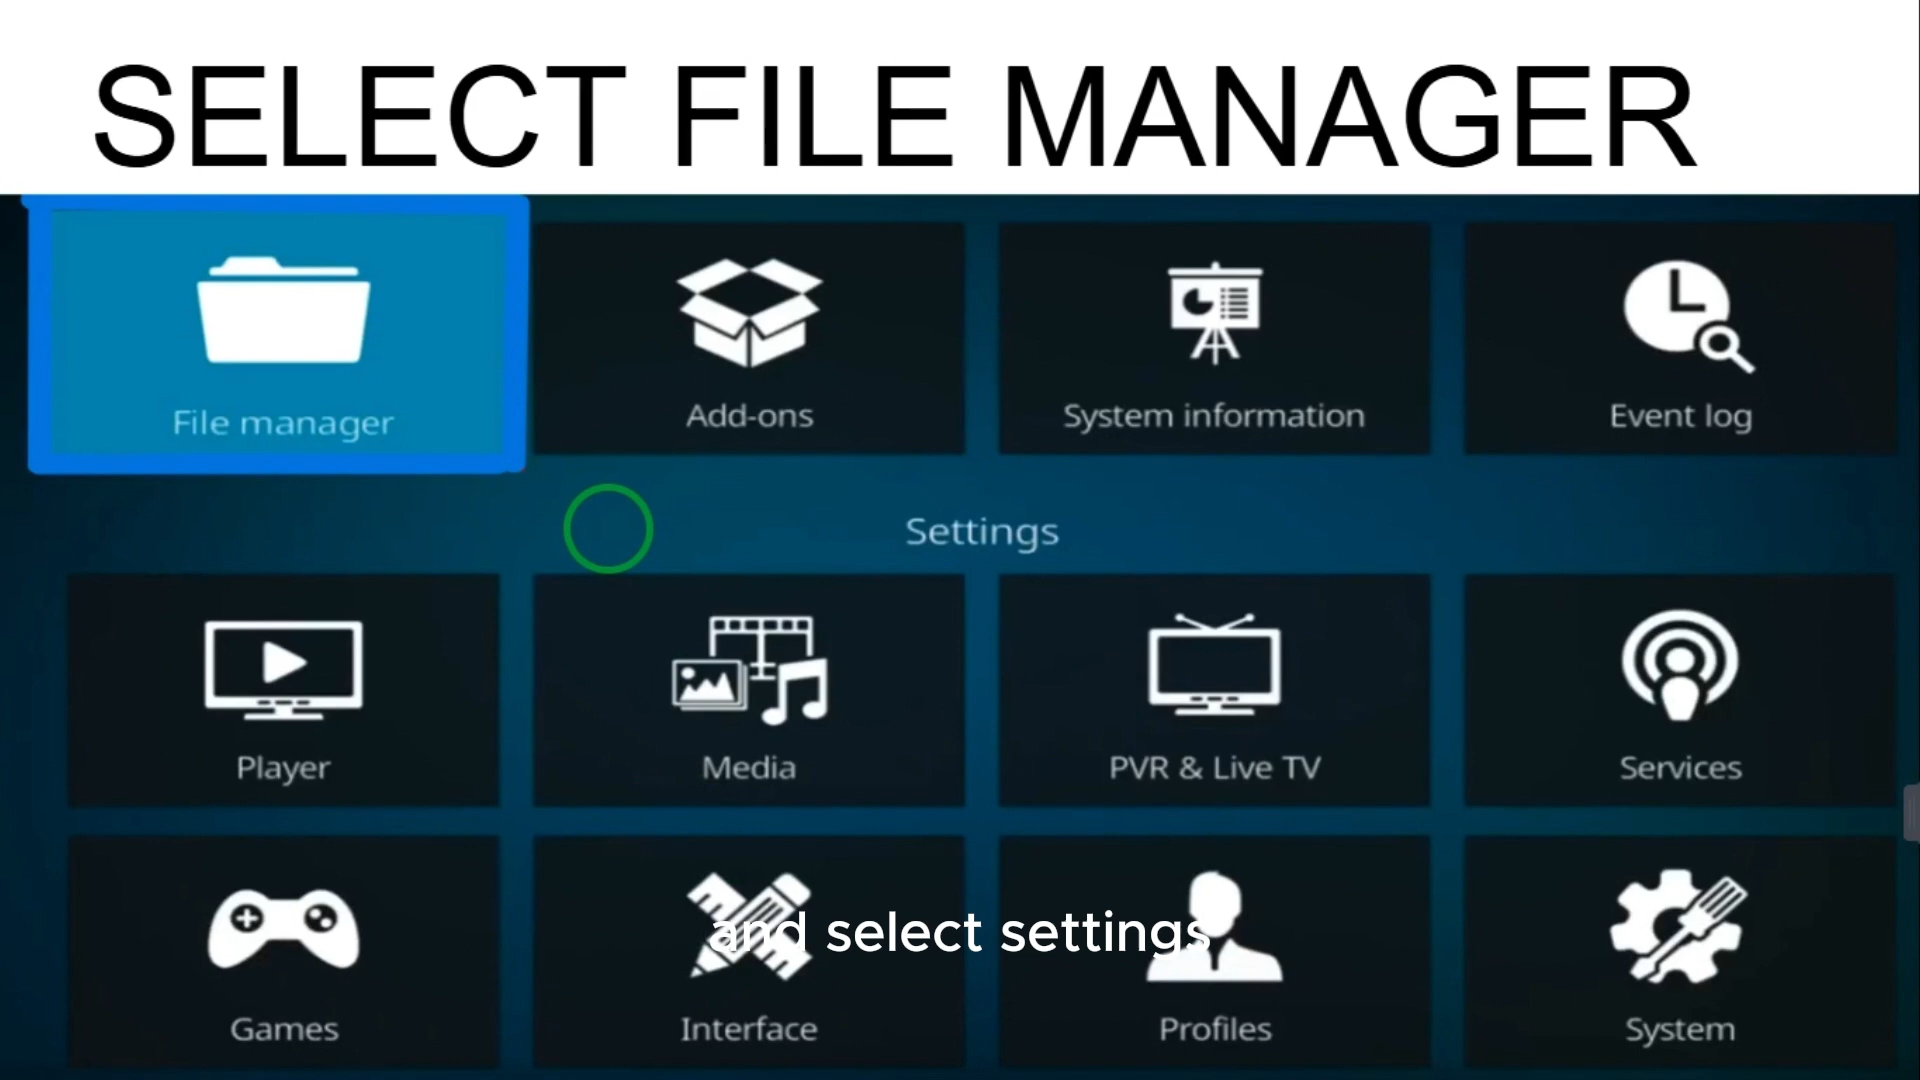 SELECT FILE MANAGER
File manager
Add-ons
System information
Event log
Settings
Player
Media
PVR & Live TV
Services
and select settings
Games
Interface
Profiles
System